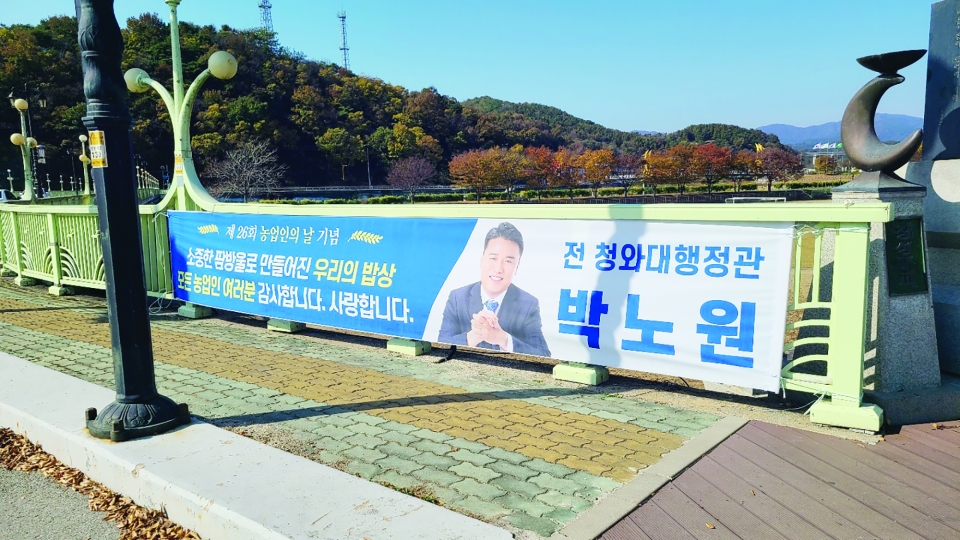 제 26회 농업인의 날 기념
소중한 땀방울로 만들어진 우리의 밥상
모든 농업인 여러분 감사합니다. 사랑합니다.
전 청와대행정관
박노원